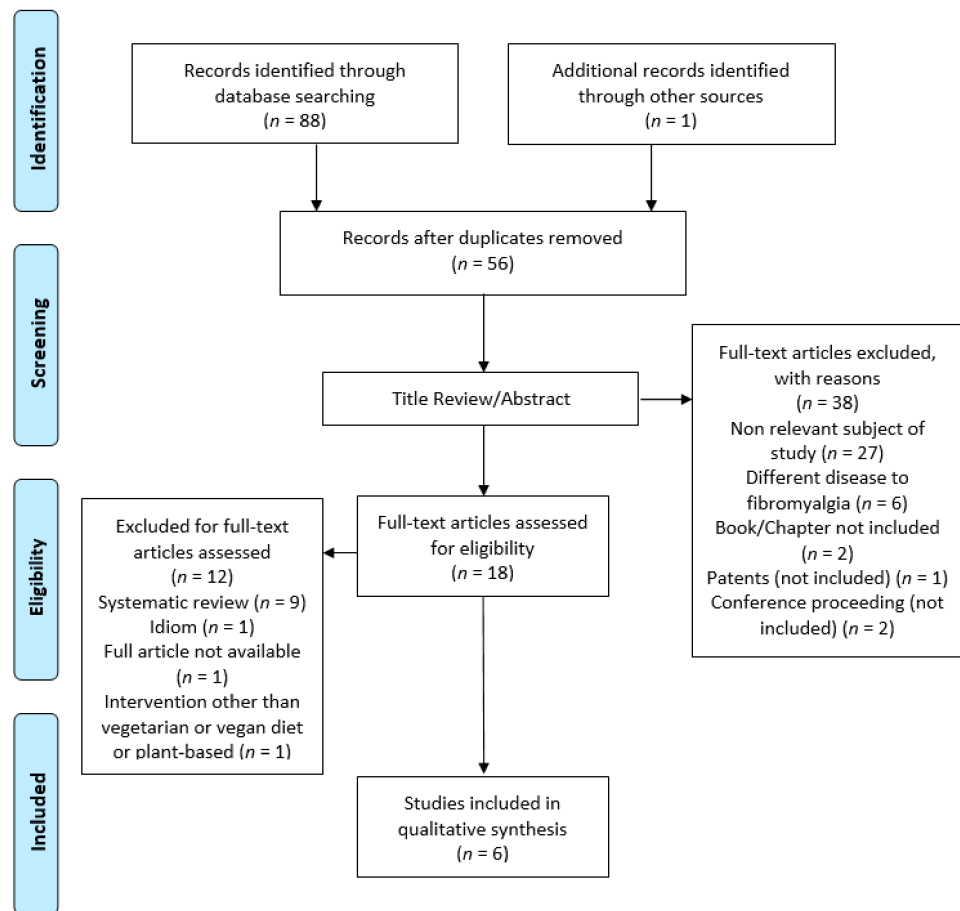 Identification
Records identified through
database searching
(n = 88)
Additional records identified
through other sources
(n = 1)
Records after duplicates removed
(n = 56)
Screening
Title Review/Abstract
Full-text articles excluded,
with reasons
(n = 38)
Non relevant subject of
study (n = 27)
Different disease to
fibromyalgia (n = 6)
Book/Chapter not included
(n = 2)
Patents (not included) (n = 1)
Conference proceeding (not
included) (n = 2)
Eligibility
Full-text articles assessed
for eligibility
(n = 18)
Excluded for full-text
articles assessed
(n = 12)
Systematic review (n = 9)
Idiom (n = 1)
Full article not available
(n = 1)
Intervention other than
vegetarian or vegan diet
or plant-based (n = 1)
Included
Studies included in
qualitative synthesis
(n = 6)